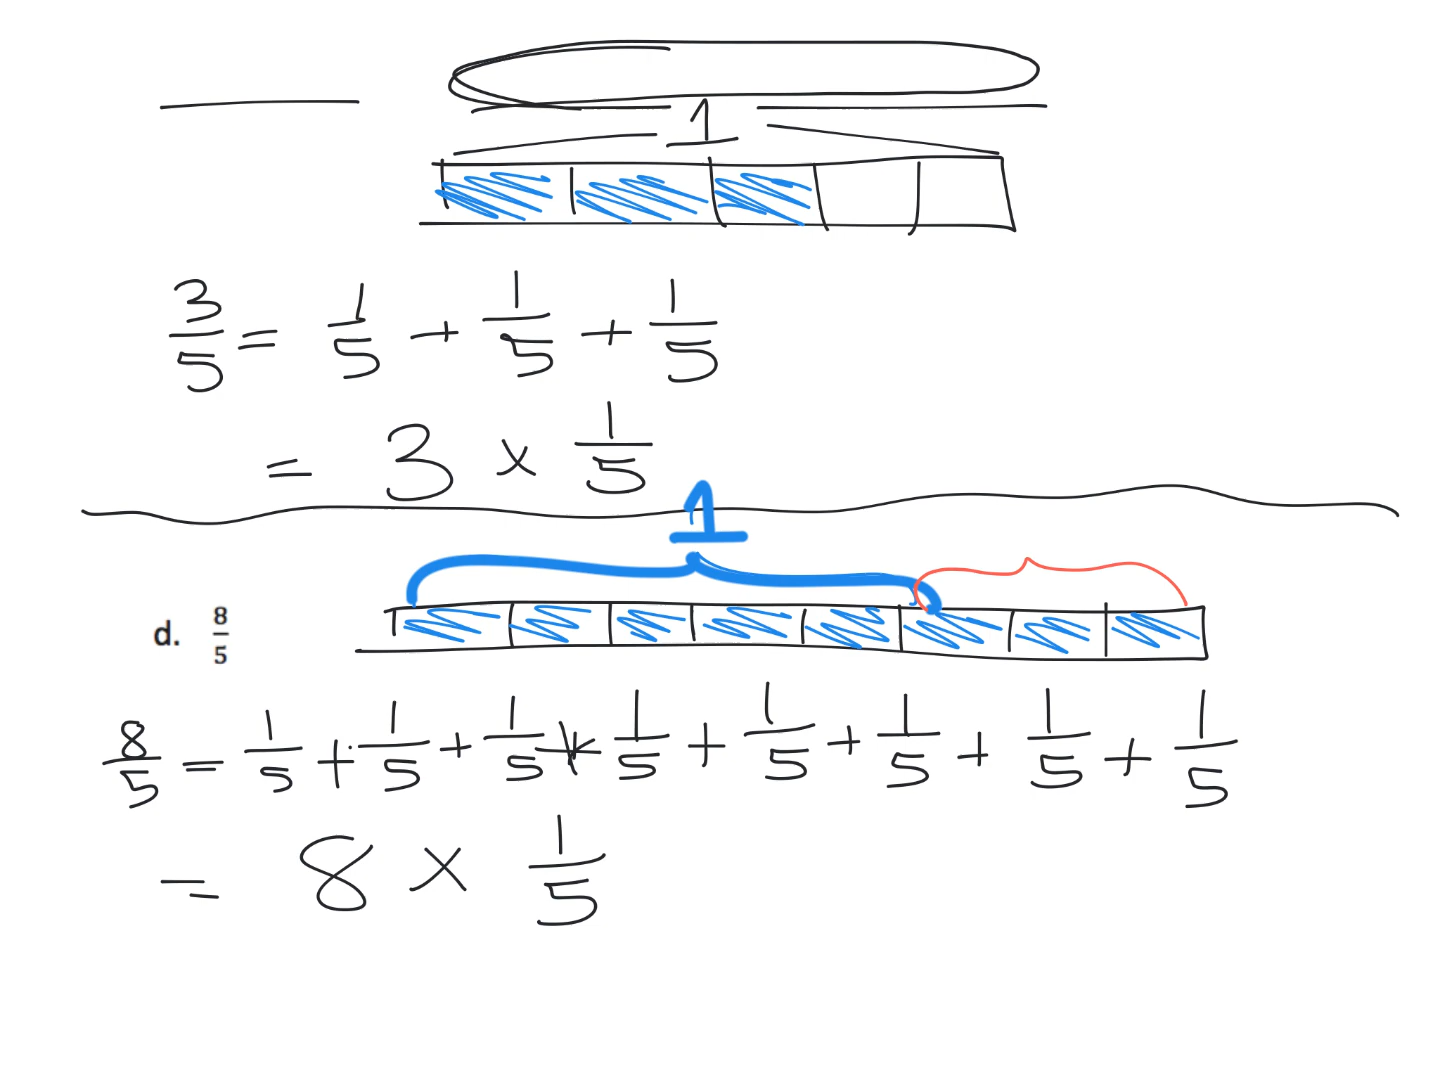 1
3/5 = 1/5 + 1/5 + 1/5
= 3 × 1/5
1
d. 8/5
8/5 = 1/5 + 1/5 + 1/5 + 1/5 + 1/5 + 1/5 + 1/5 + 1/5
= 8 × 1/5